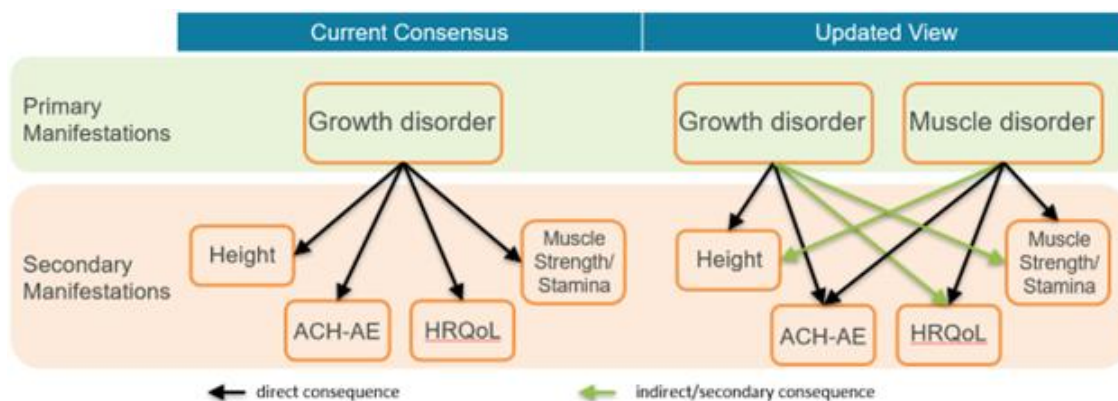 Current Consensus
Updated View
Primary
Manifestations
Growth disorder
Growth disorder
Muscle disorder
Secondary
Manifestations
Height
ACH-AE
HRQoL
Muscle
Strength/
Stamina
Height
ACH-AE
HRQoL
Muscle
Strength/
Stamina
direct consequence
indirect/secondary consequence